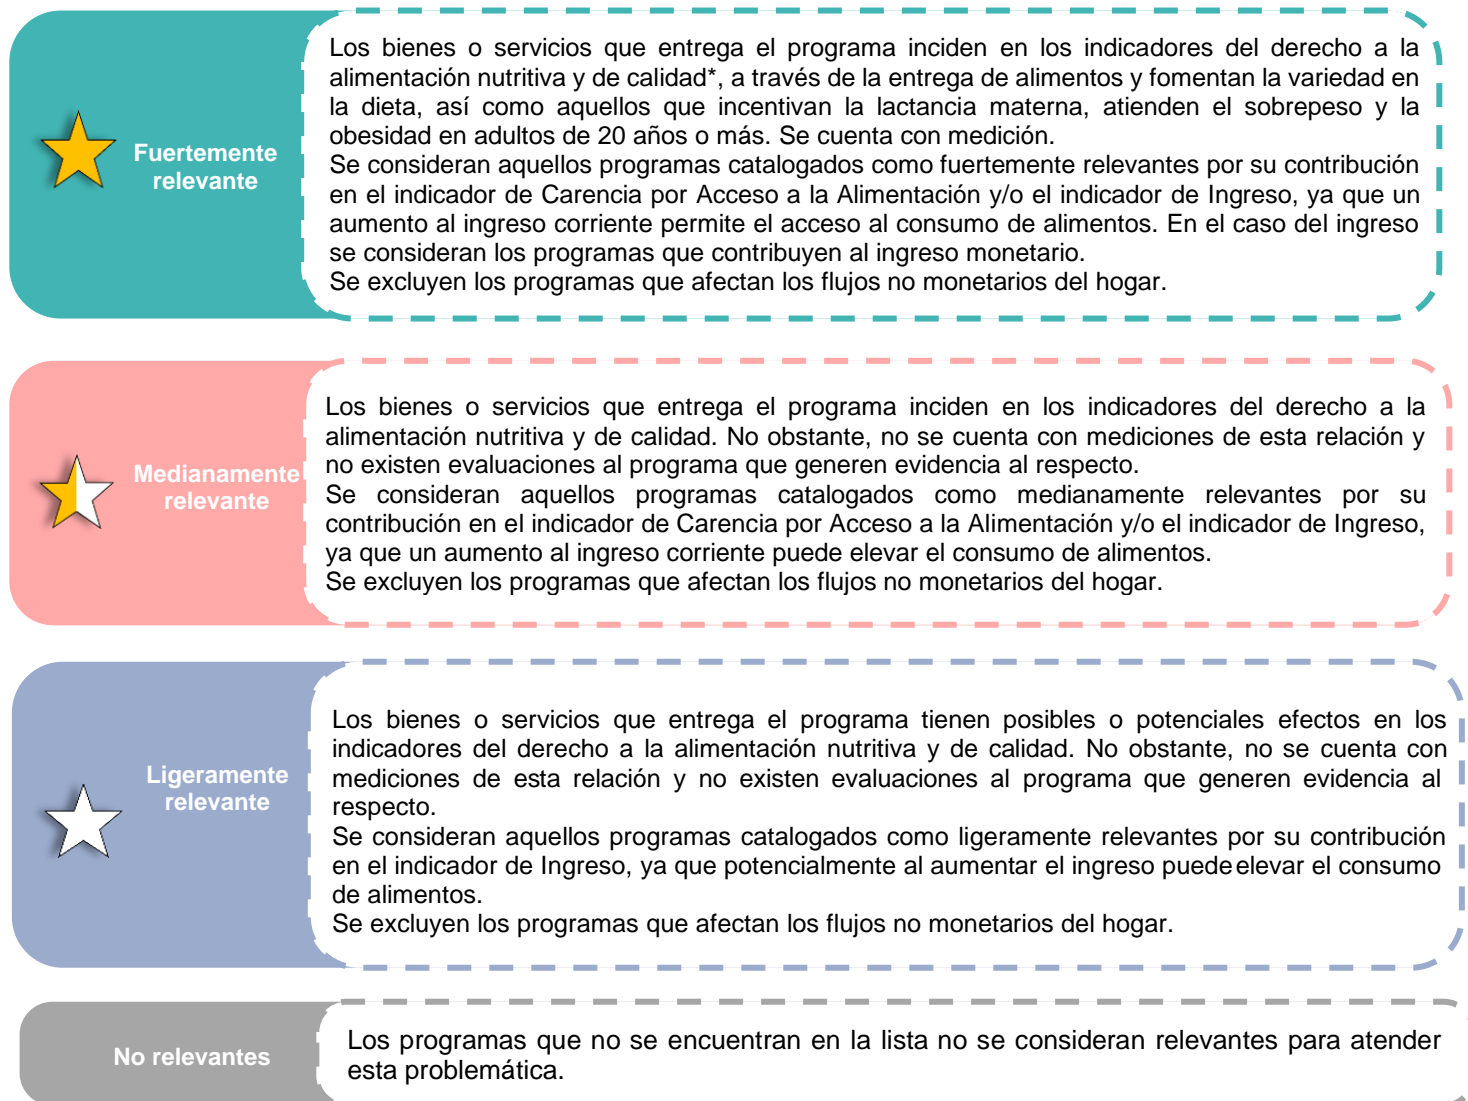 Fuertemente
relevante
Los bienes o servicios que entrega el programa inciden en los indicadores del derecho a la
alimentación nutritiva y de calidad*, a través de la entrega de alimentos y fomentan la variedad en
la dieta, así como aquellos que incentivan la lactancia materna, atienden el sobrepeso y la
obesidad en adultos de 20 años o más. Se cuenta con medición.
Se consideran aquellos programas catalogados como fuertemente relevantes por su contribución
en el indicador de Carencia por Acceso a la Alimentación y/o el indicador de Ingreso, ya que un
aumento al ingreso corriente permite el acceso al consumo de alimentos. En el caso del ingreso
se consideran los programas que contribuyen al ingreso monetario.
Se excluyen los programas que afectan los flujos no monetarios del hogar.
Medianamente
relevante
Los bienes o servicios que entrega el programa inciden en los indicadores del derecho a la
alimentación nutritiva y de calidad. No obstante, no se cuenta con mediciones de esta relación y
no existen evaluaciones al programa que generen evidencia al respecto.
Se consideran aquellos programas catalogados como medianamente relevantes por su
contribución en el indicador de Carencia por Acceso a la Alimentación y/o el indicador de Ingreso,
ya que un aumento al ingreso corriente puede elevar el consumo de alimentos.
Se excluyen los programas que afectan los flujos no monetarios del hogar.
Ligeramente
relevante
Los bienes o servicios que entrega el programa tienen posibles o potenciales efectos en los
indicadores del derecho a la alimentación nutritiva y de calidad. No obstante, no se cuenta con
mediciones de esta relación y no existen evaluaciones al programa que generen evidencia al
respecto.
Se consideran aquellos programas catalogados como ligeramente relevantes por su contribución
en el indicador de Ingreso, ya que potencialmente al aumentar el ingreso puede elevar el consumo
de alimentos.
Se excluyen los programas que afectan los flujos no monetarios del hogar.
No relevantes
Los programas que no se encuentran en la lista no se consideran relevantes para atender
esta problemática.